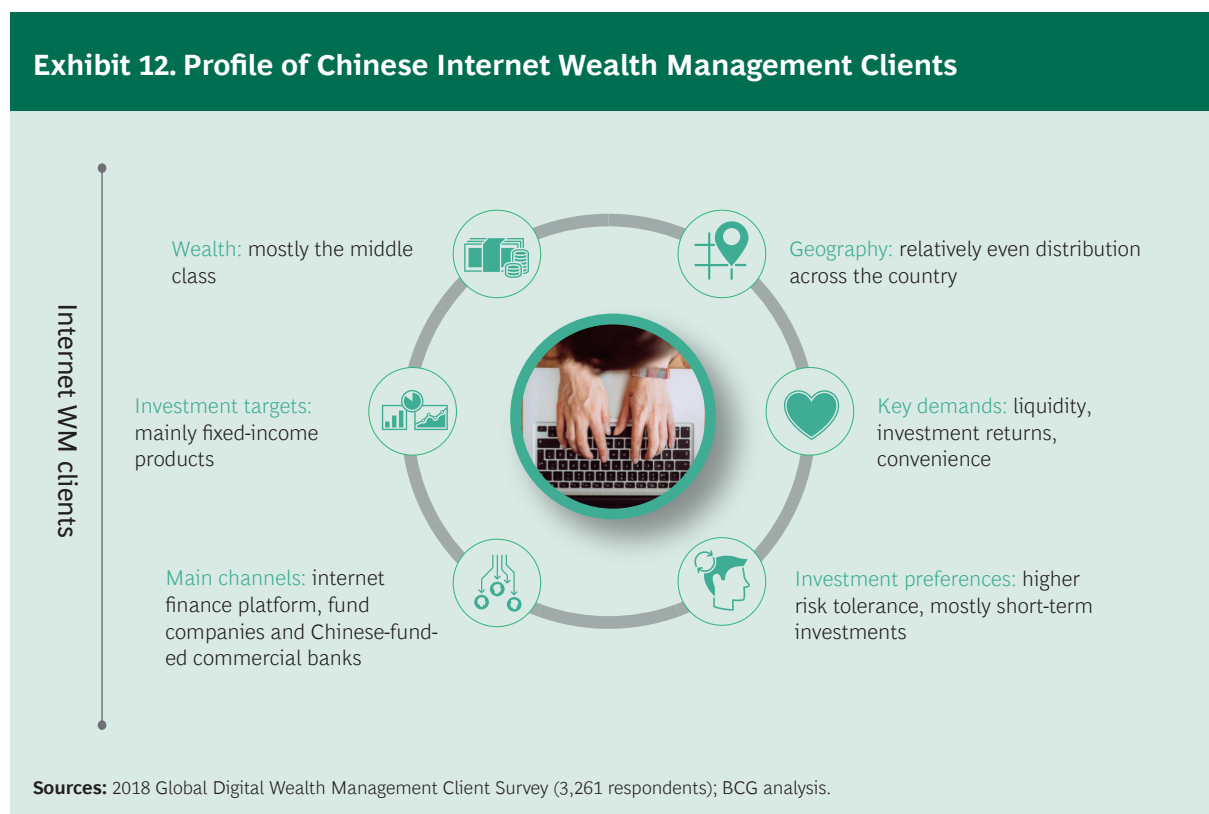 Exhibit 12. Profile of Chinese Internet Wealth Management Clients
Internet WM clients
Wealth: mostly the middle
class
Geography: relatively even distribution
across the country
Investment targets:
mainly fixed-income
products
Key demands: liquidity,
investment returns,
convenience
Main channels: internet
finance platform, fund
companies and Chinese-fund-
ed commercial banks
Investment preferences: higher
risk tolerance, mostly short-term
investments
Sources: 2018 Global Digital Wealth Management Client Survey (3,261 respondents); BCG analysis.